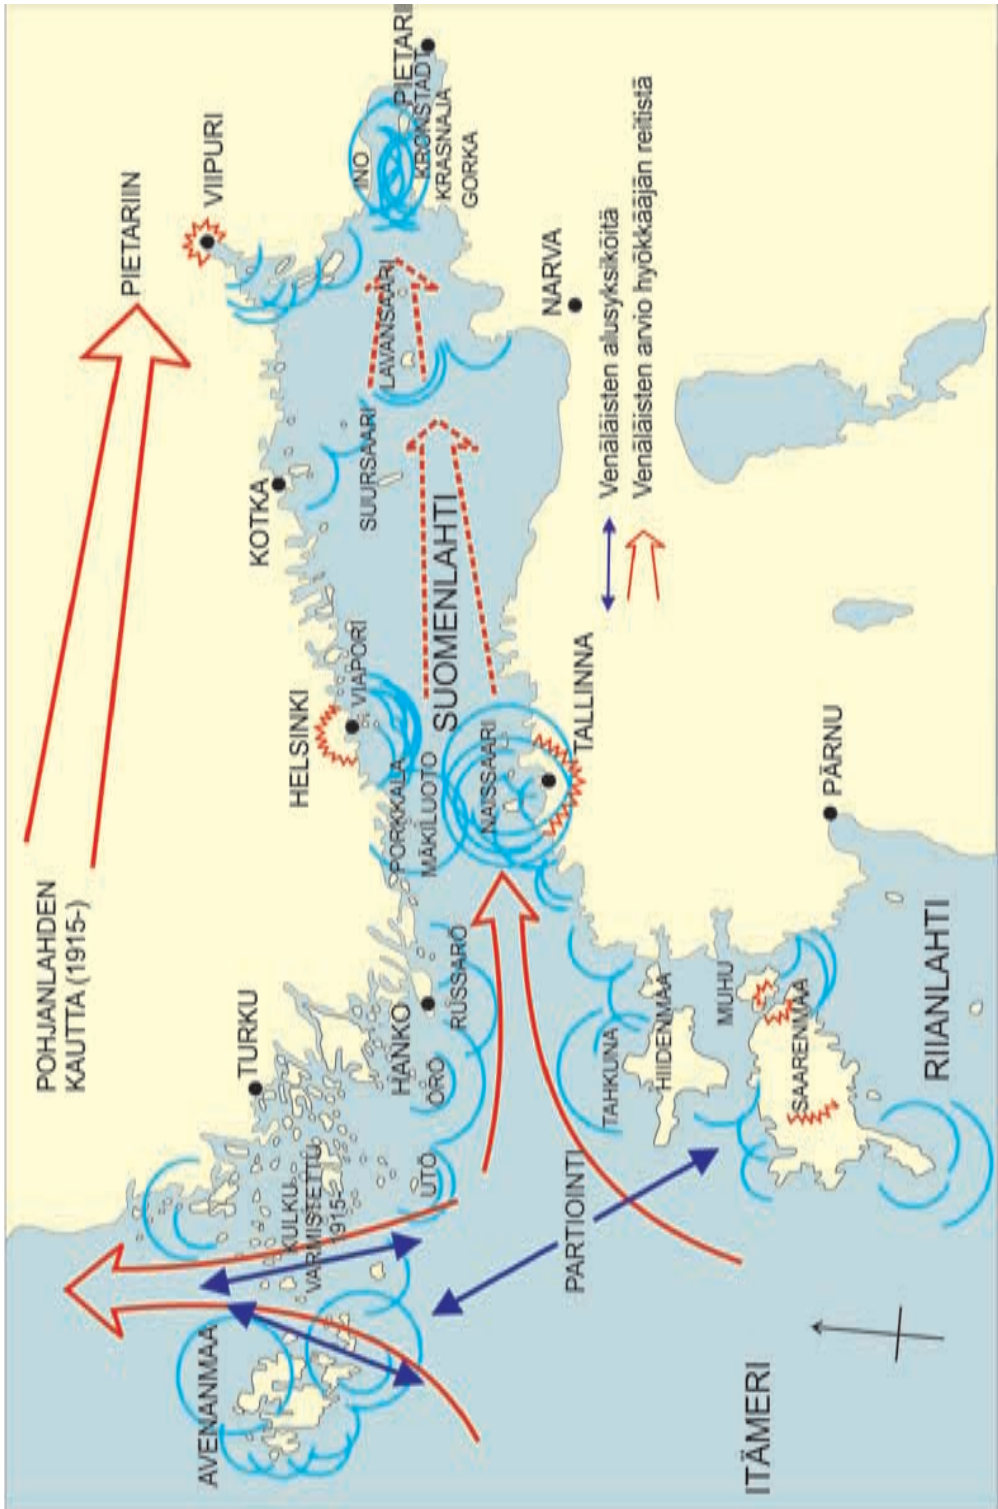 POHJANLAHDEN
KAUTTA (1915-)
PIETARIIN
VIIPURI
PIETARI
INO
KRONSTADT
KRASNAJA
GORKA
KOTKA
HELSINKI
VIAPORI
SUURSAARI
LAVANSAARI
SUOMENLAHTI
NARVA
TURKU
HANKO
PORKKALA
MÄKILUOTO
NAISSAARI
TALLINNA
RUSSARÖ
ÖRÖ
UTÖ
AVENANMAA
KULKU
VARMISTETTU
1915-
PARTIOINTI
TAHKUNA
HIIDENMAA
MUHU
SAARENMAA
PÄRNU
RIIANLAHTI
ITÄMERI
Venäläisten alusyksiköitä
Venäläisten arvio hyökkääjän reitistä